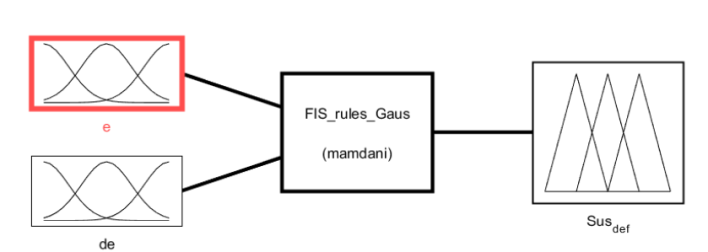 e
FIS_rules_Gaus
(mamdani)
de
Sus_def